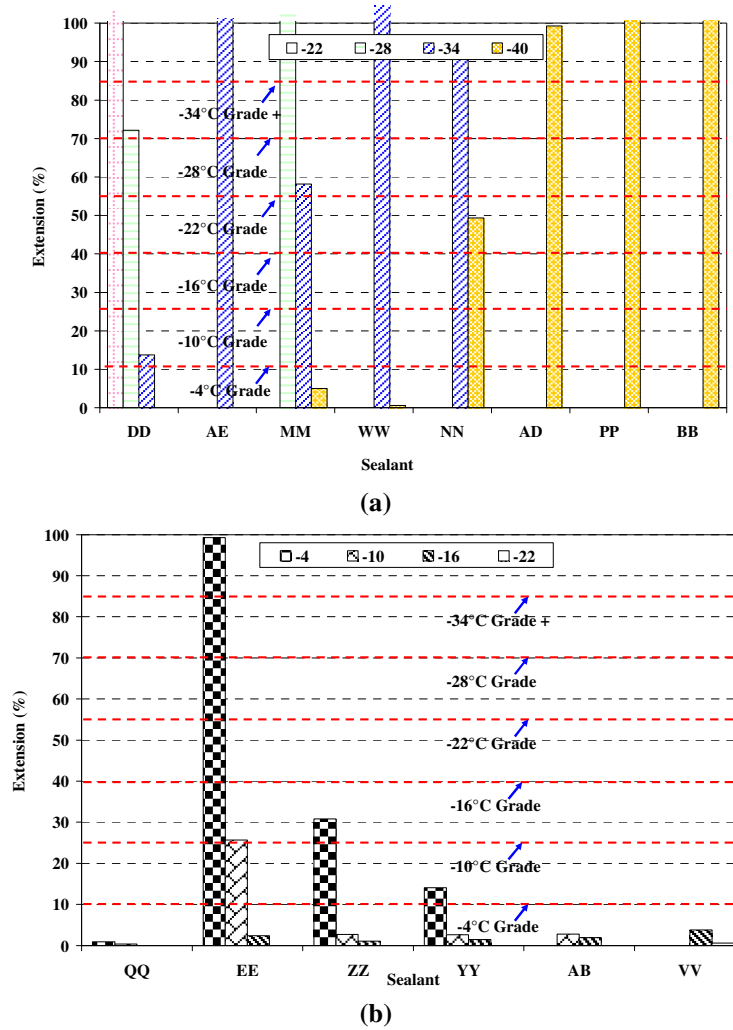 100
-22 -28 -34 -40
90
80
-34°C Grade +
70
-28°C Grade
60
50
-22°C Grade
40
-16°C Grade
30
20
-10°C Grade
10
-4°C Grade
0
Extension (%)
DD AE MM WW NN AD PP BB
Sealant
(a)
100
-4 -10 -16 -22
90
80
-34°C Grade +
70
-28°C Grade
60
50
-22°C Grade
40
-16°C Grade
30
20
-10°C Grade
10
-4°C Grade
0
Extension (%)
QQ EE ZZ YY AB VV
Sealant
(b)